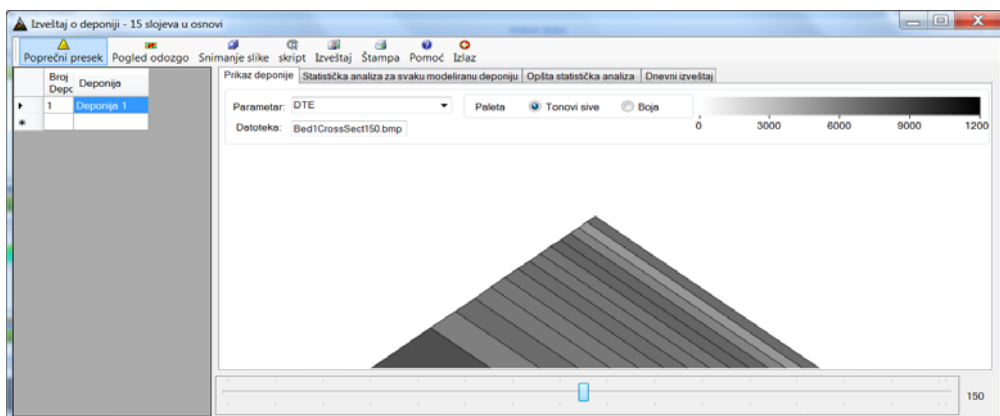 Izveštaj o deponiji - 15 slojeva u osnovi
Poprečni presek Pogled odozgo Snimanje slike skript Izveštaj Štampa Pomoć Izlaz
Broj Depc Deponija
1 Deponija 1
Prikaz deponije Statistička analiza za svaku modeliranu deponiju Opšta statistička analiza Dnevni izveštaj
Parametar: DTE Paleta Tonovi sive Boja
0 3000 6000 9000 1200
Datoteka: Bed1CrossSect150.bmp
150